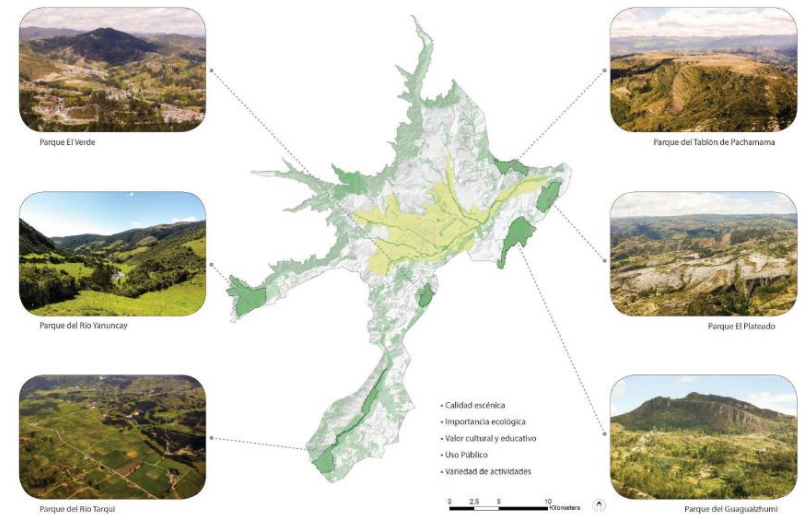 Parque El Verde
Parque del Tablón de Pachamama
Parque del Río Yanuncay
Parque El Plateado
• Calidad escénica
• Importancia ecológica
• Valor cultural y educativo
• Uso Público
• Variedad de actividades
0 2.5 5 10
Kilometers
Parque del Río Tarqui
Parque del Guagualzhumi